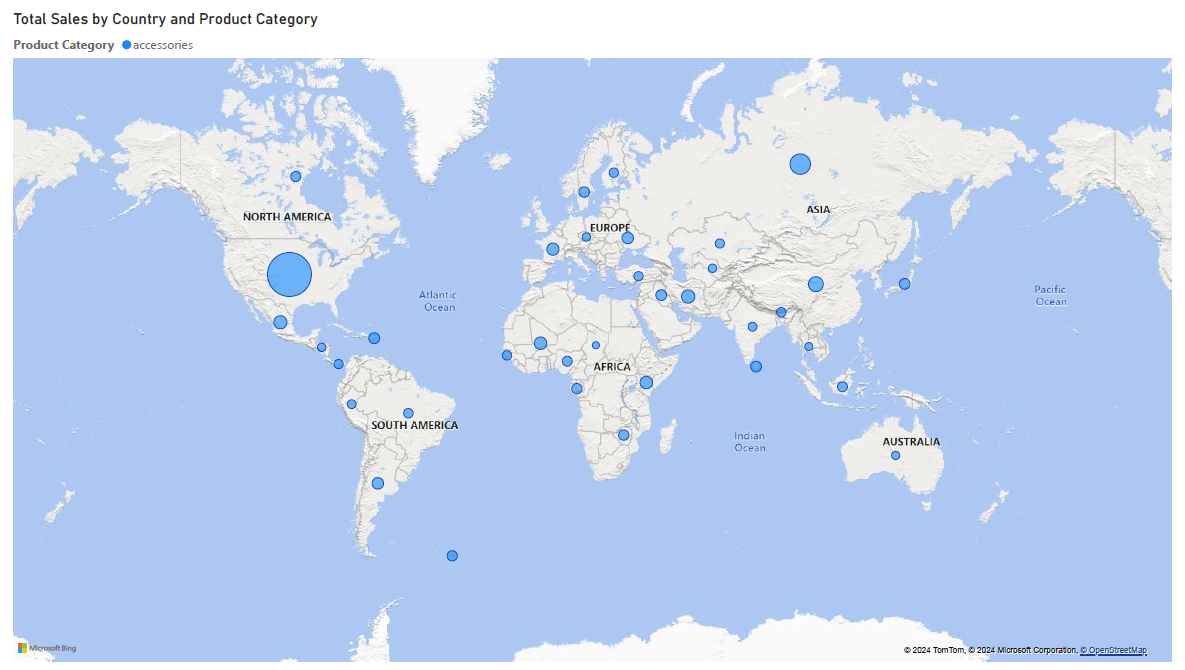 Total Sales by Country and Product Category
Product Category accessories
NORTH AMERICA
ASIA
EUROPE
Atlantic
Ocean
Pacific
Ocean
AFRICA
SOUTH AMERICA
Indian
Ocean
AUSTRALIA
Microsoft Bing
© 2024 TomTom, © 2024 Microsoft Corporation, © OpenStreetMap